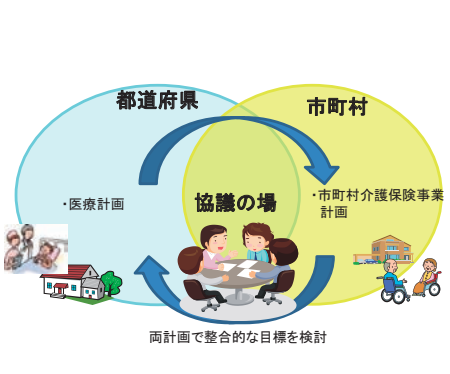 都道府県
市町村
・医療計画
協議の場
・市町村介護保険事業
計画
両計画で整合的な目標を検討